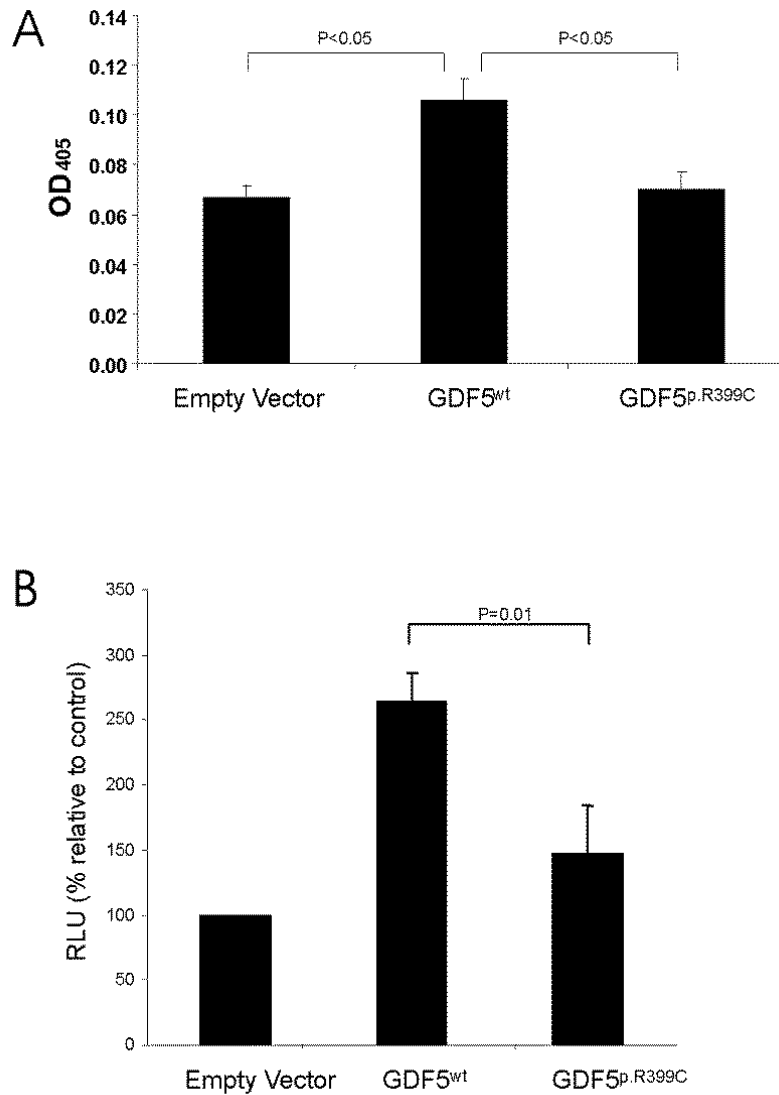 A
P<0.05
P<0.05
OD405
0.14
0.12
0.10
0.08
0.06
0.04
0.02
0.00
Empty Vector
GDF5wt
GDF5p.R399C
B
P=0.01
RLU (% relative to control)
350
300
250
200
150
100
50
0
Empty Vector
GDF5wt
GDF5p.R399C